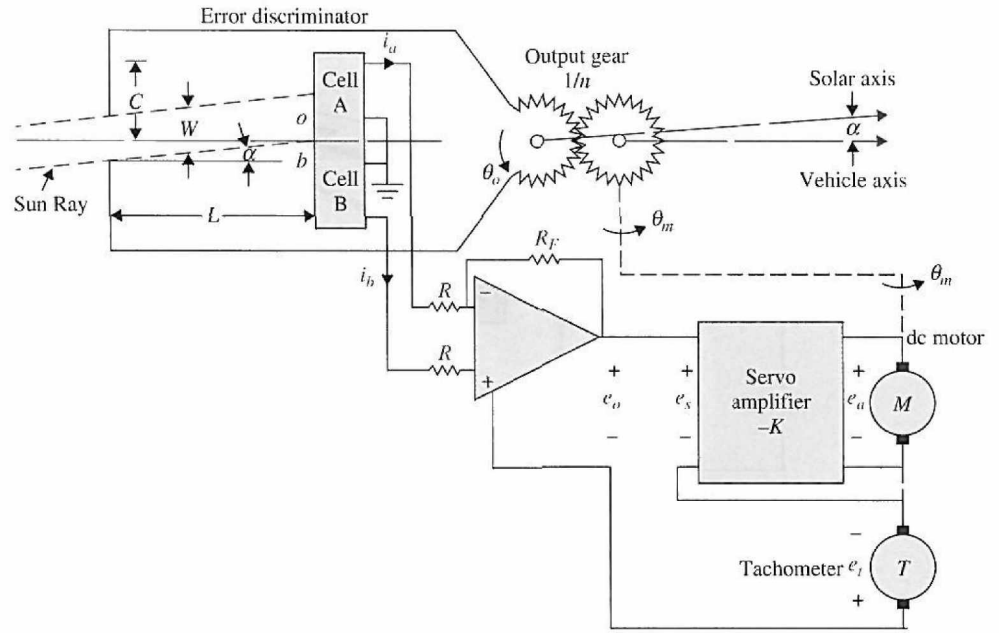 Error discriminator
i_a
Output gear
1/n
Solar axis
C
W
α
o
b
Cell
A
Cell
B
θ_o
α
Vehicle axis
Sun Ray
L
θ_m
R_F
i_b
θ_m
R
−
dc motor
R
+
+
e_o
−
+
e_s
−
Servo
amplifier
−K
+
e_a
−
M
−
Tachometer e_t
+
T